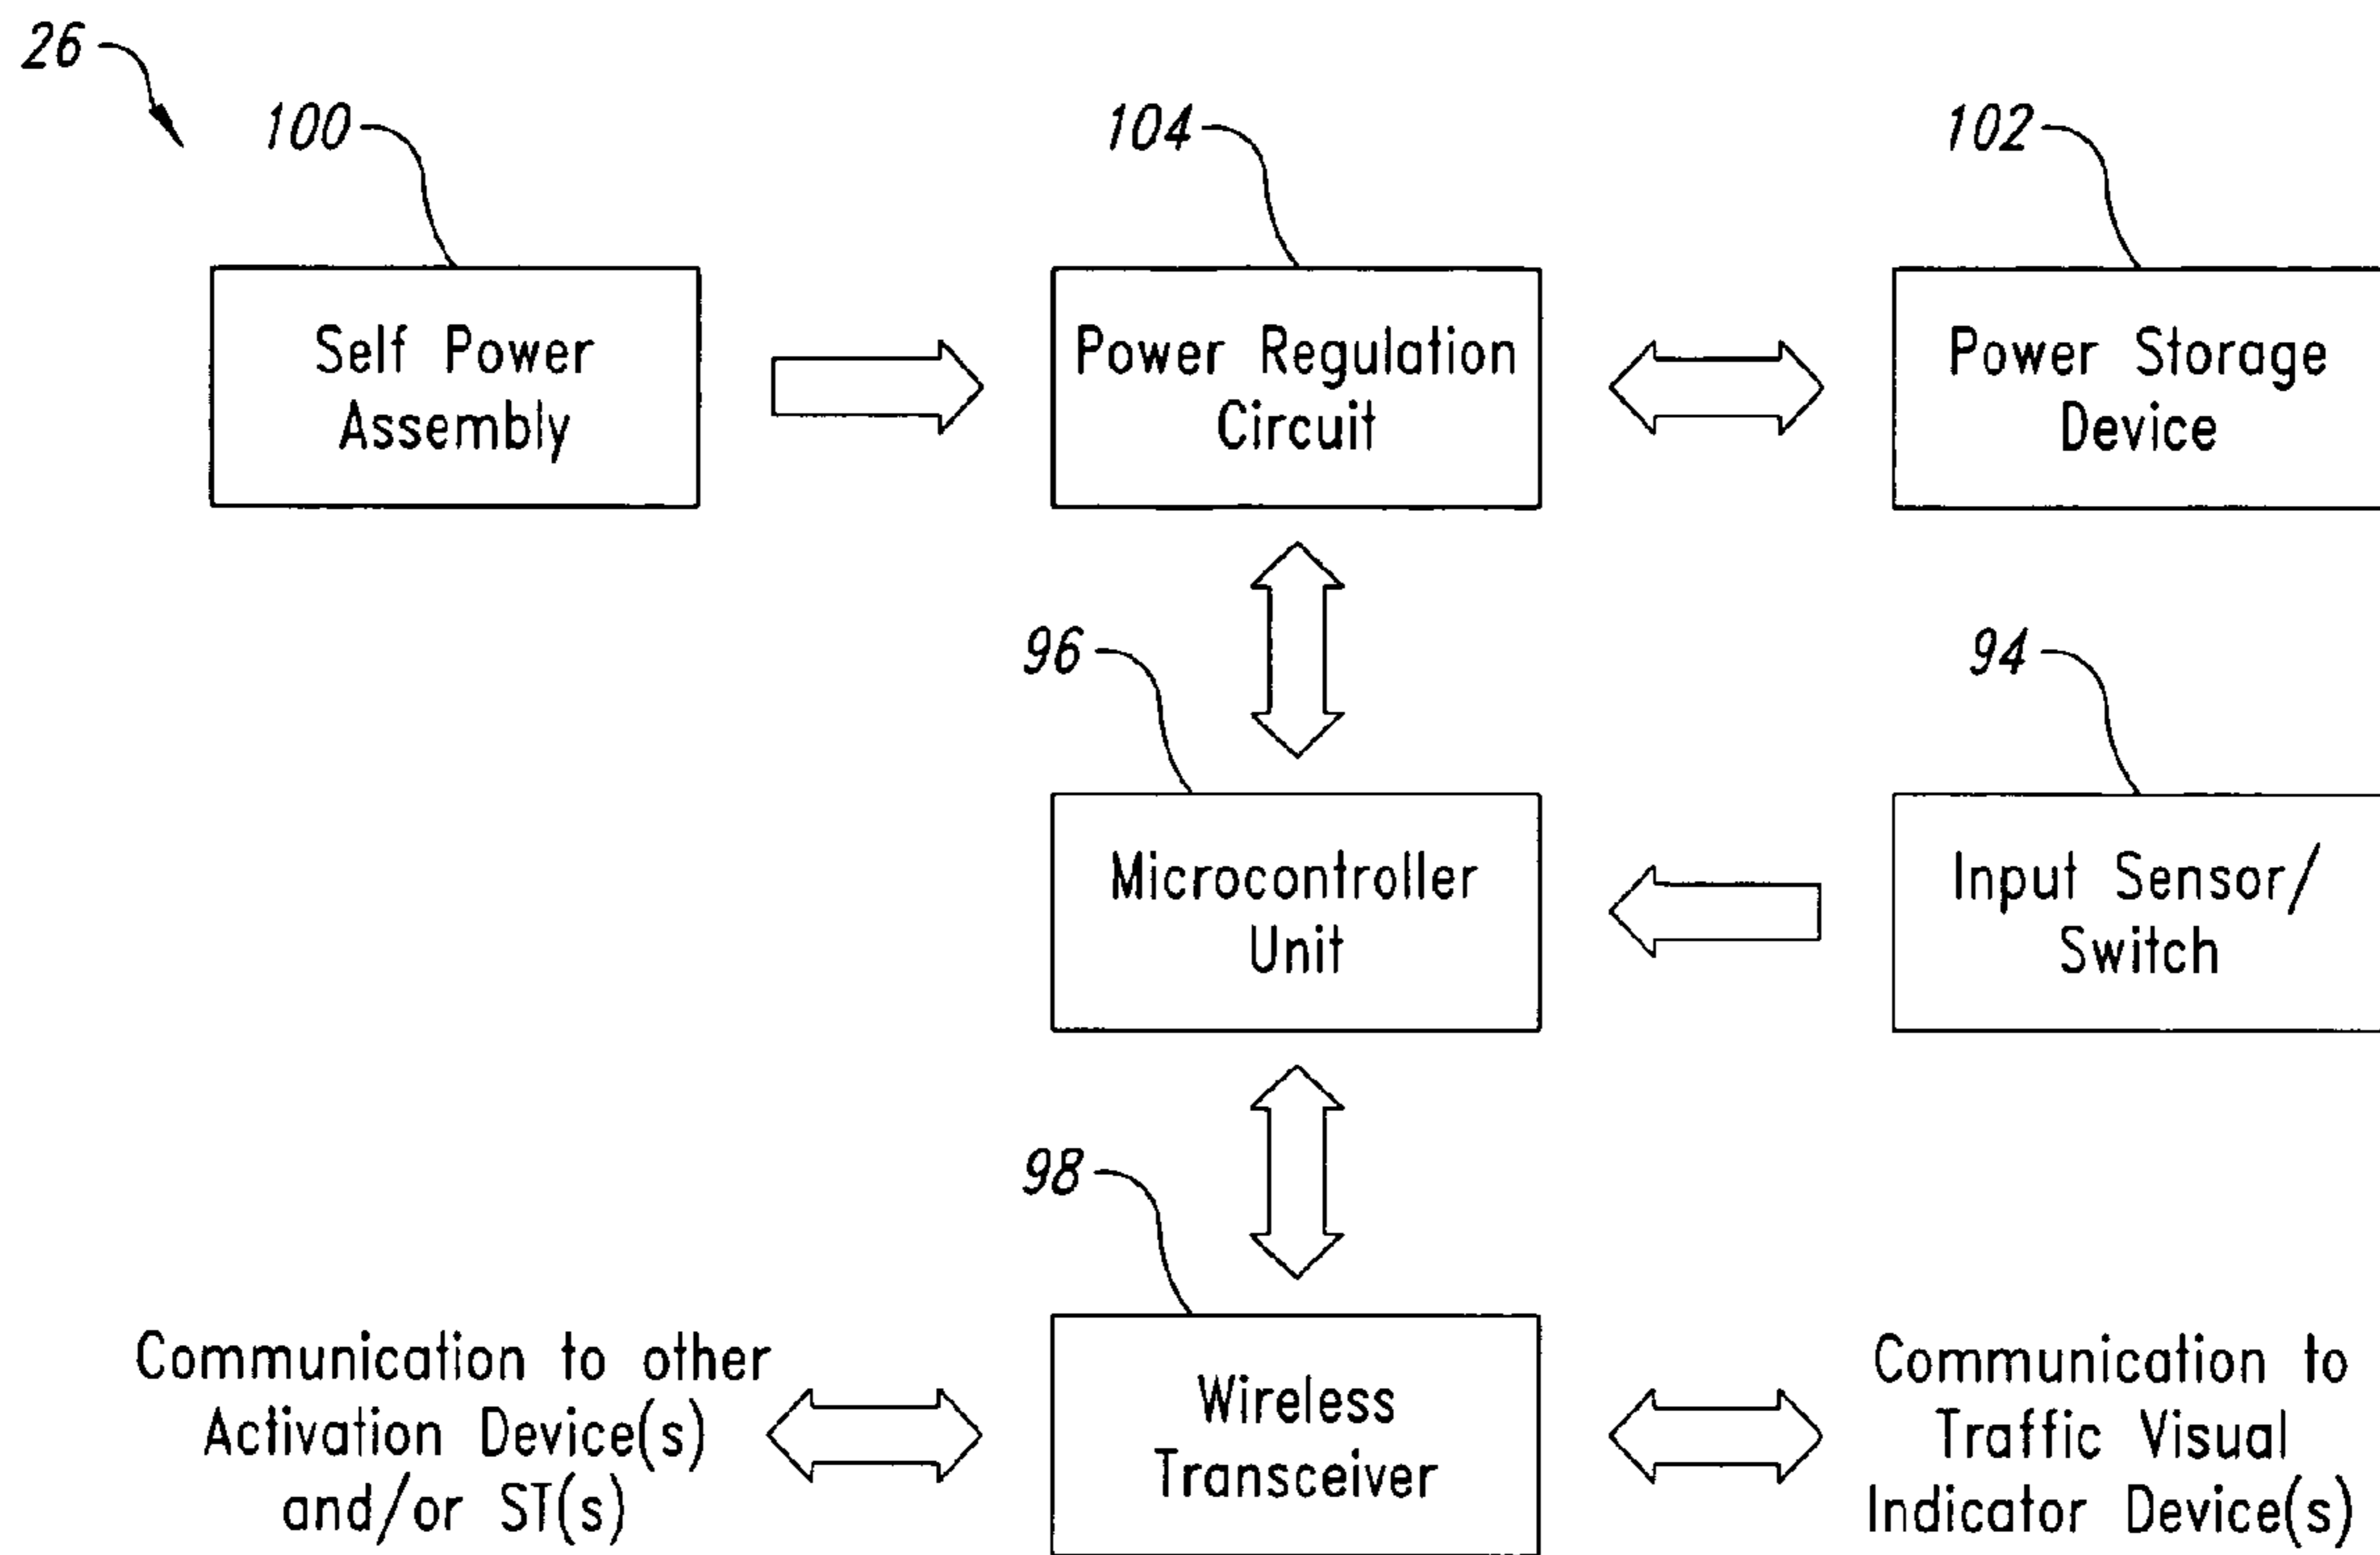 26
100
104
102
Self Power
Assembly
Power Regulation
Circuit
Power Storage
Device
96
94
Microcontroller
Unit
Input Sensor/
Switch
98
Communication to other
Activation Device(s)
and/or ST(s)
Wireless
Transceiver
Communication to
Traffic Visual
Indicator Device(s)